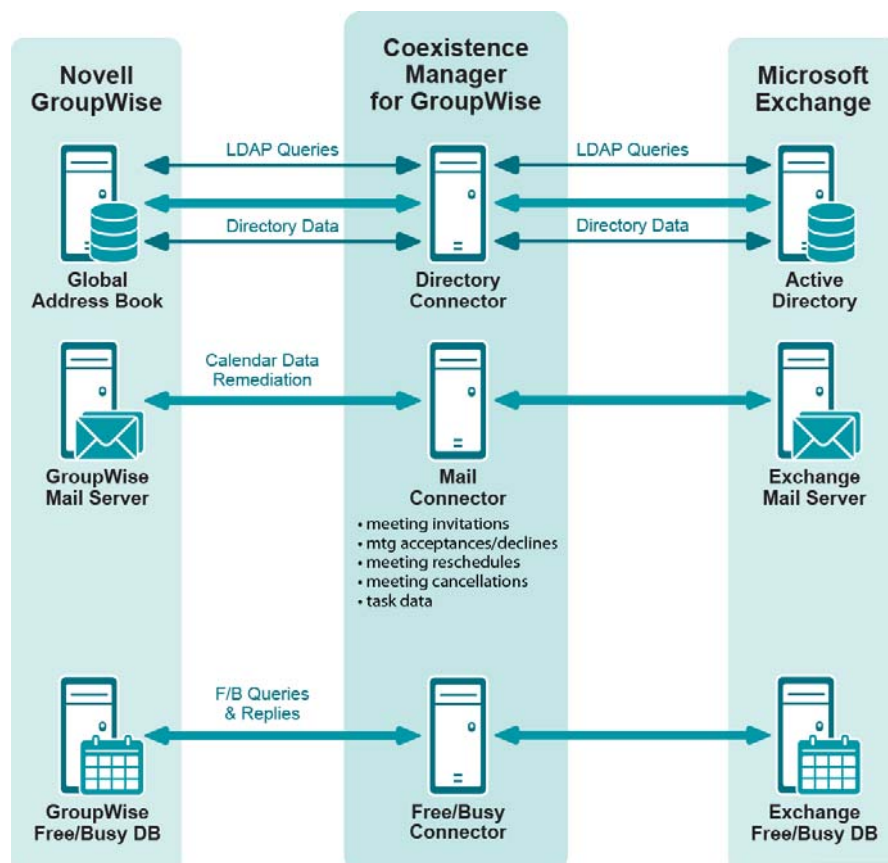 Novell
GroupWise
Coexistence
Manager
for GroupWise
Microsoft
Exchange
LDAP Queries
LDAP Queries
Directory Data
Directory Data
Global
Address Book
Directory
Connector
Active
Directory
Calendar Data
Remediation
GroupWise
Mail Server
Mail
Connector
Exchange
Mail Server
• meeting invitations
• mtg acceptances/declines
• meeting reschedules
• meeting cancellations
• task data
F/B Queries
& Replies
GroupWise
Free/Busy DB
Free/Busy
Connector
Exchange
Free/Busy DB